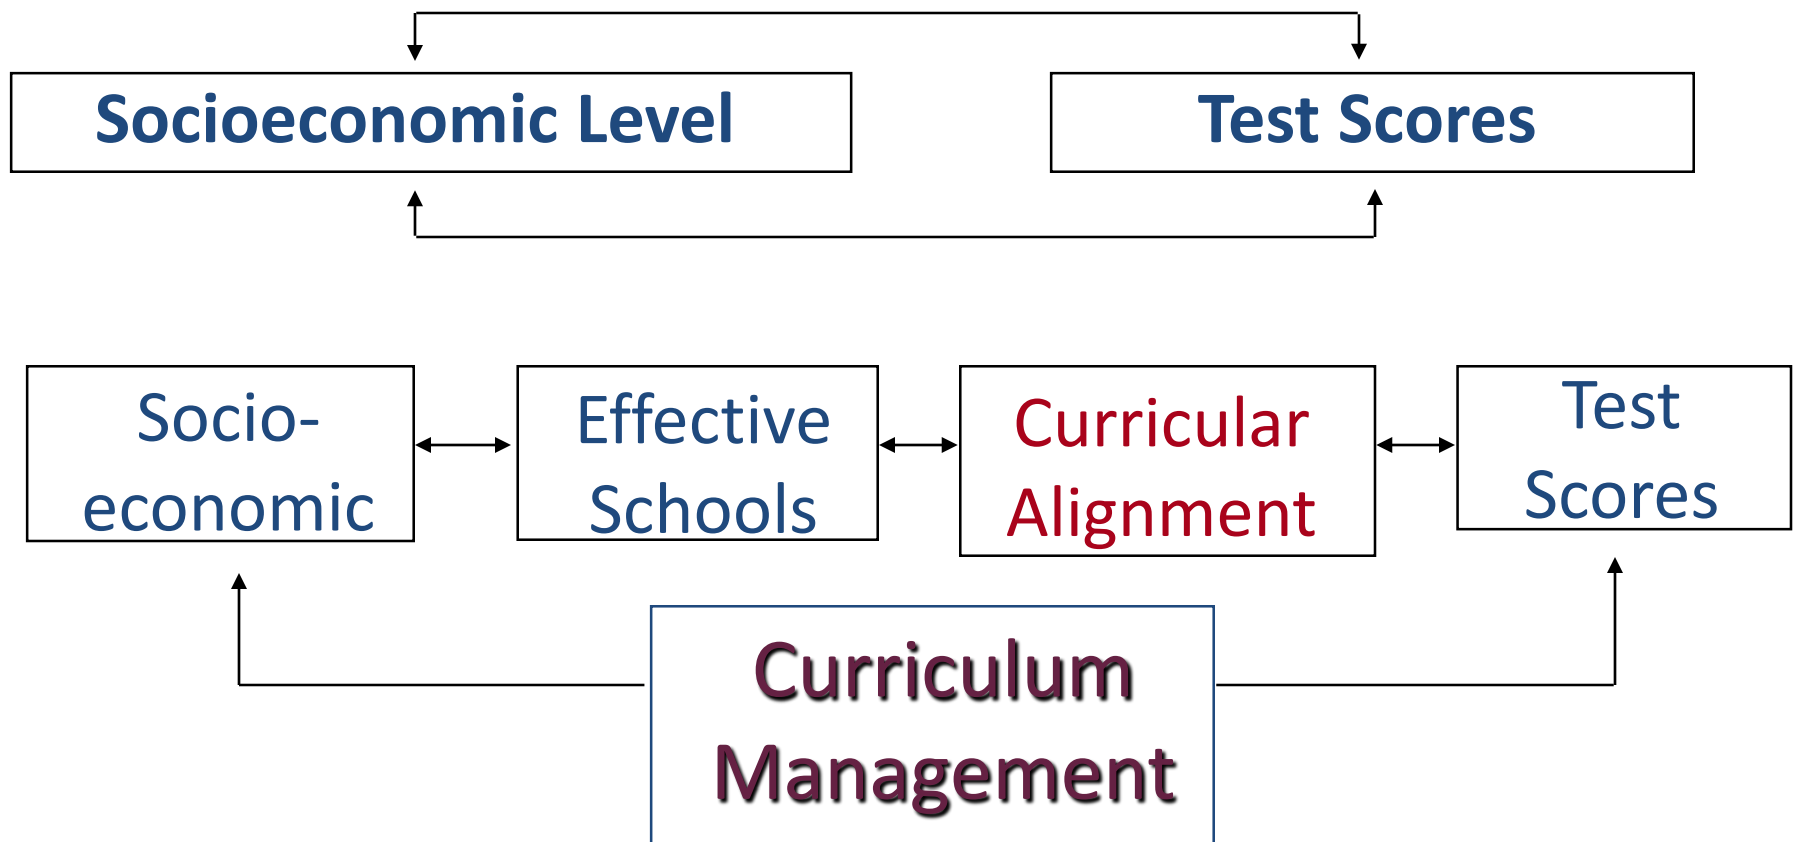 Socioeconomic Level
Test Scores
Socio-
economic
Effective
Schools
Curricular
Alignment
Test
Scores
Curriculum
Management